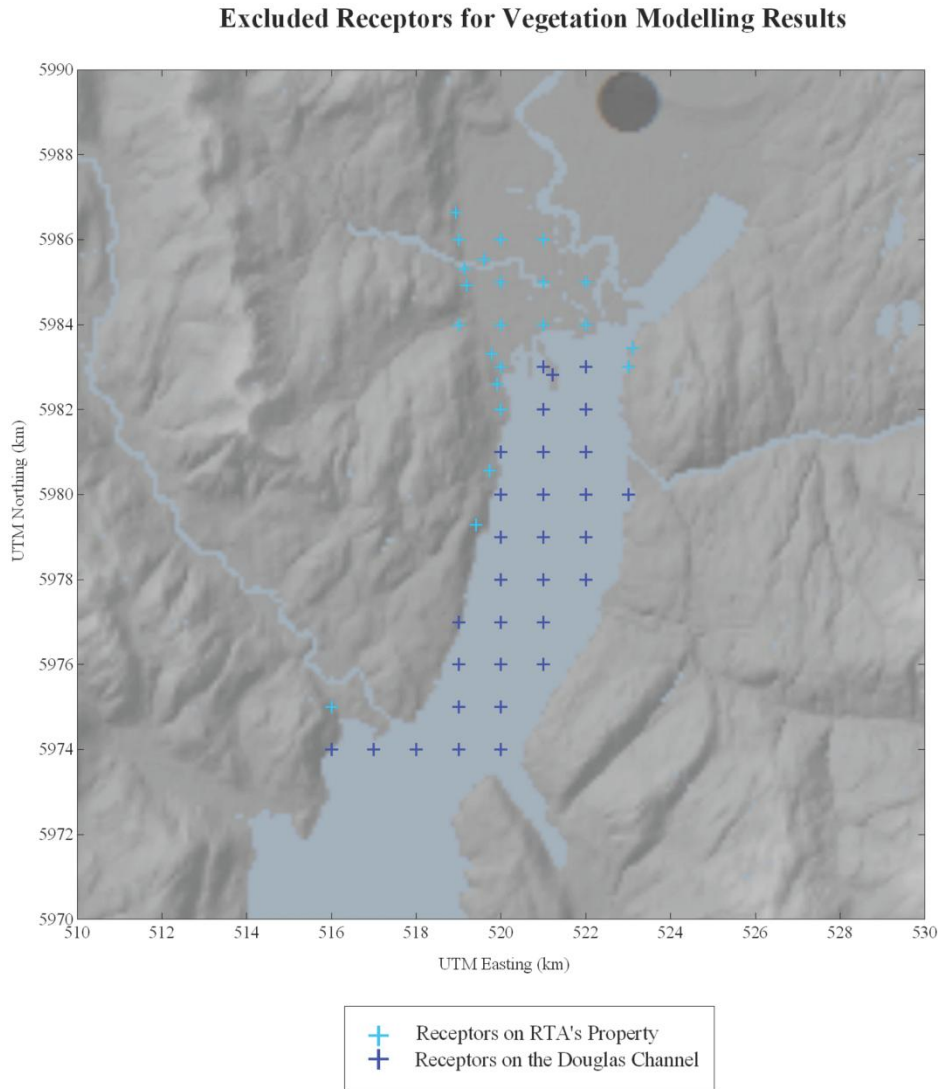 Excluded Receptors for Vegetation Modelling Results
5990
5988
5986
5984
5982
5980
5978
5976
5974
5972
5970
UTM Northing (km)
510 512 514 516 518 520 522 524 526 528 530
UTM Easting (km)
Receptors on RTA's Property
Receptors on the Douglas Channel